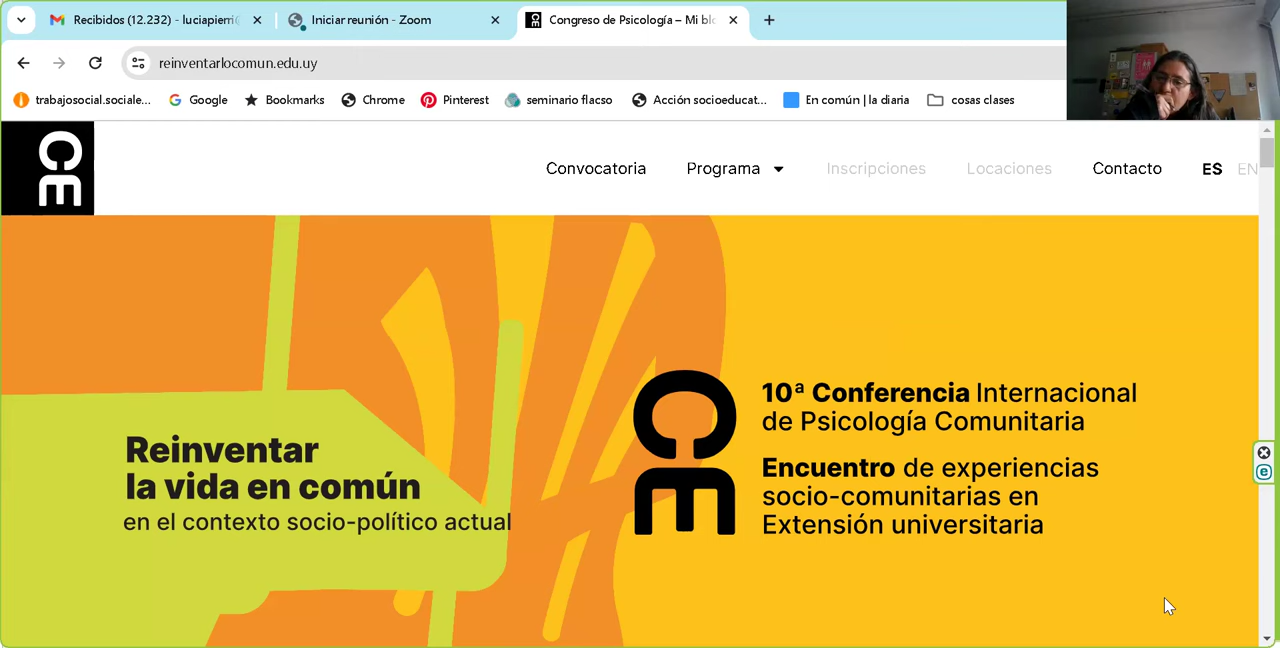 Recibidos (12.232) - luciapierri@
Iniciar reunión - Zoom
Congreso de Psicología – Mi blo
reinventarlocomun.edu.uy
trabajosocial.sociale...
Google
Bookmarks
Chrome
Pinterest
seminario flacso
Acción socioeducat...
En común | la diaria
cosas clases
CE
Convocatoria
Programa
Inscripciones
Locaciones
Contacto
ES
EN
Reinventar
la vida en común
en el contexto socio-político actual
CE
10ª Conferencia Internacional
de Psicología Comunitaria
Encuentro de experiencias
socio-comunitarias en
Extensión universitaria